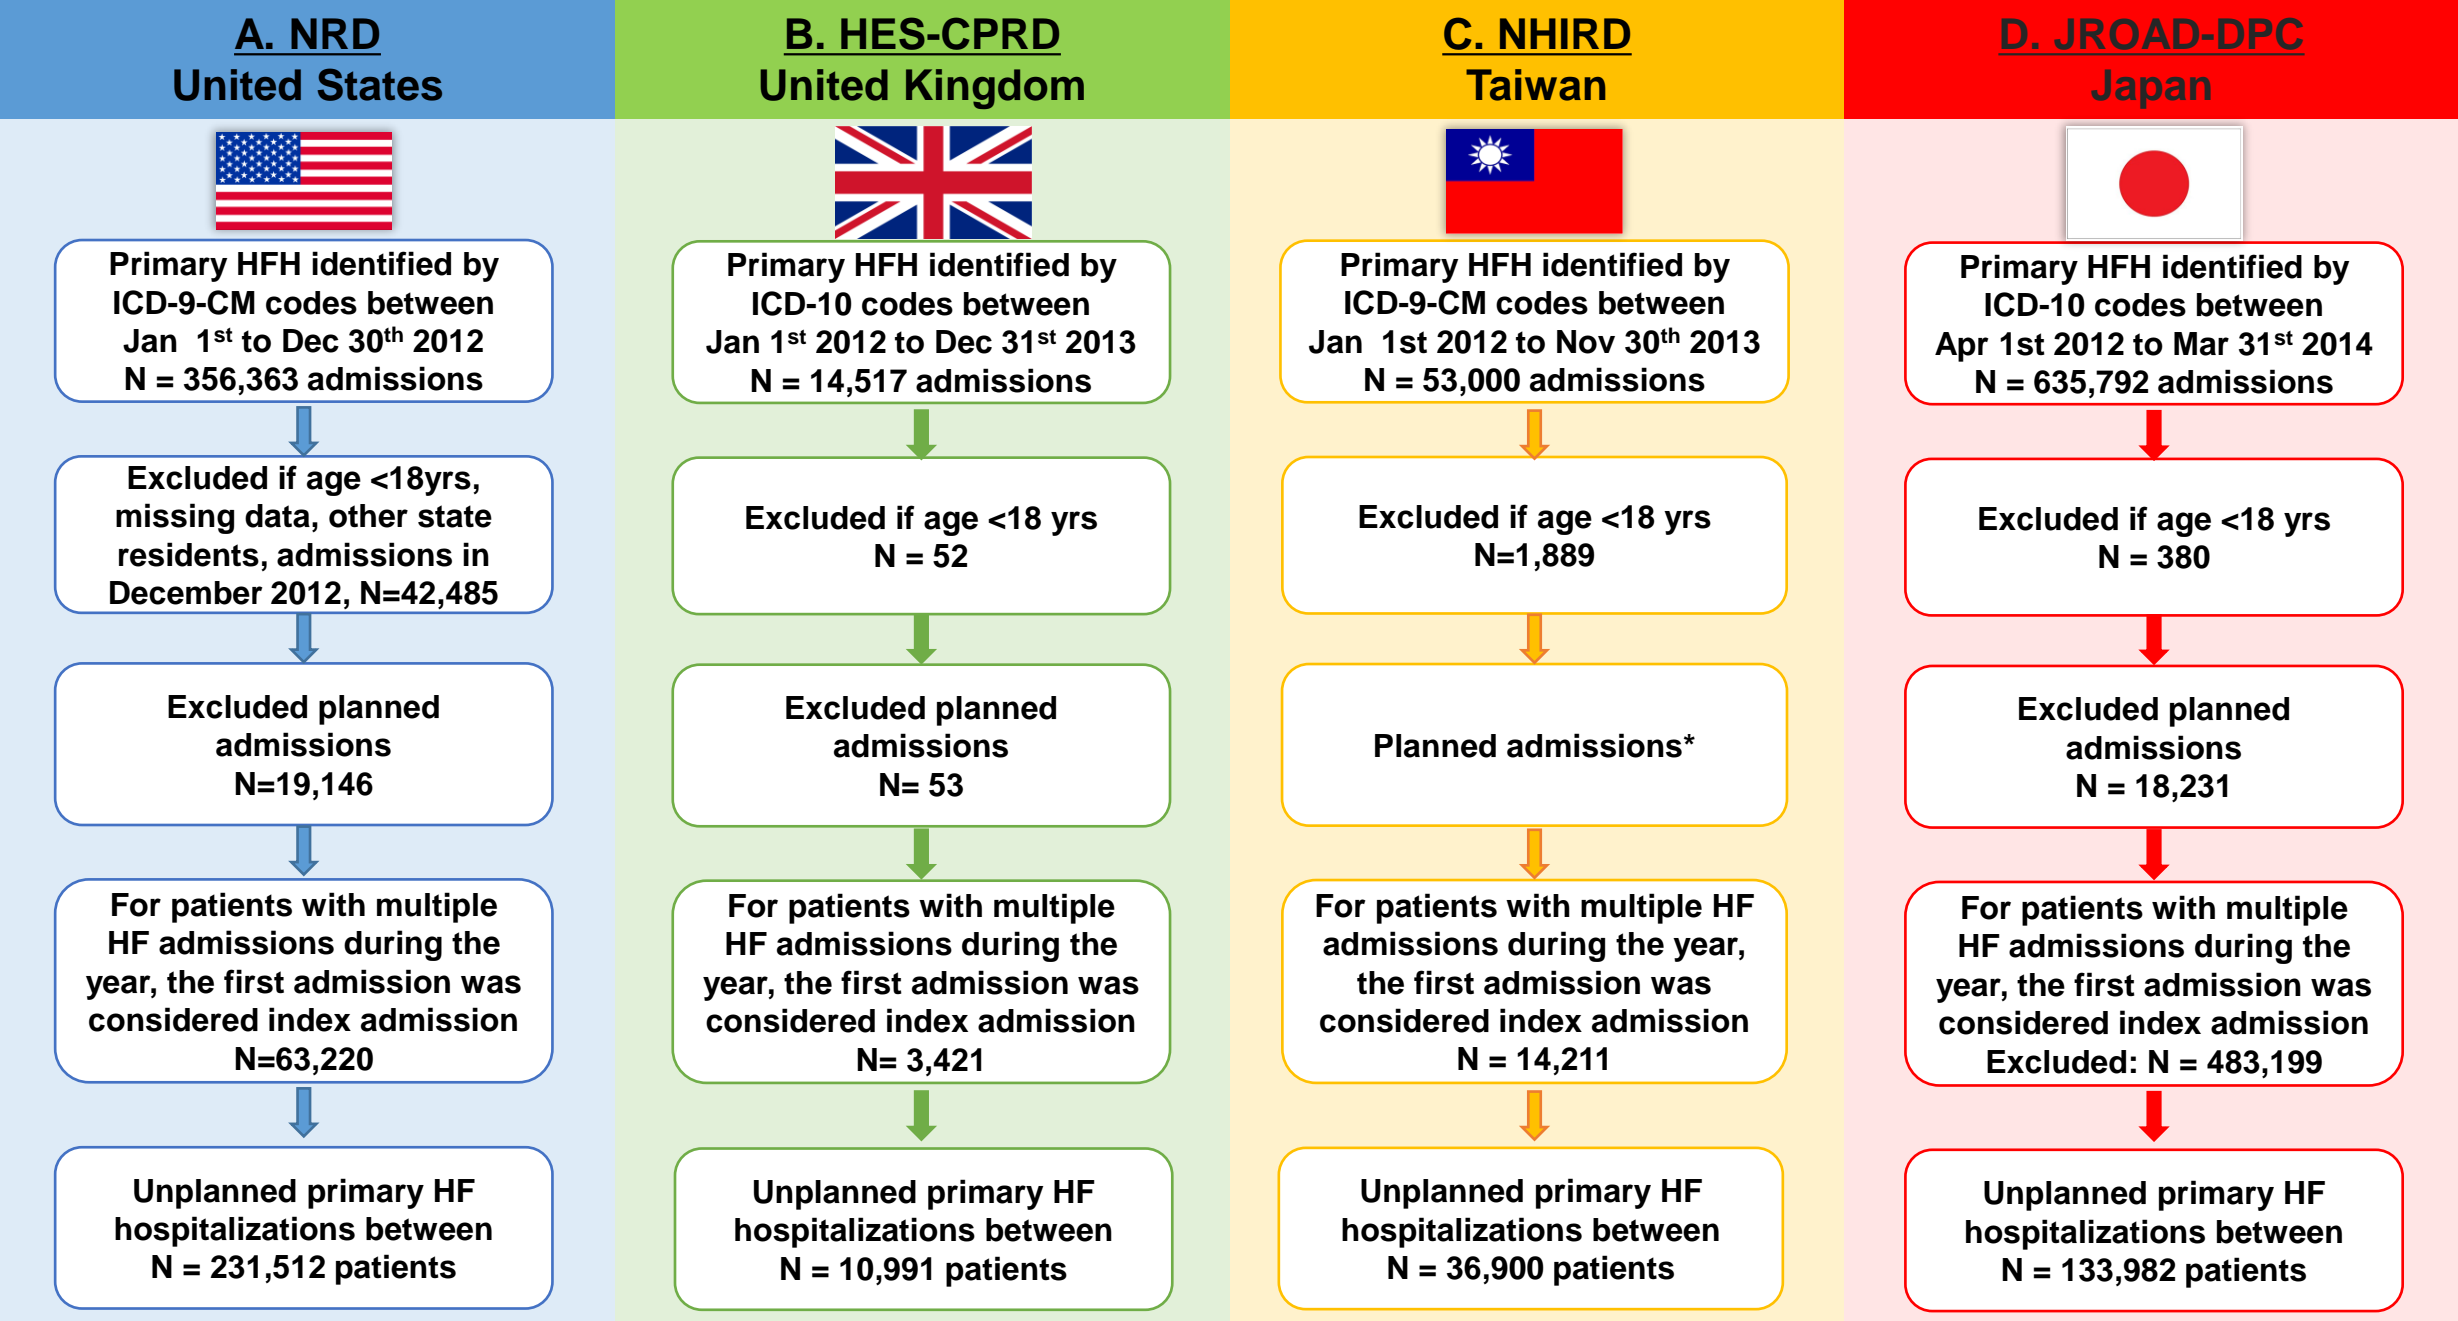 A. NRD
United States
Primary HFH identified by
ICD-9-CM codes between
Jan 1st to Dec 30th 2012
N = 356,363 admissions
Excluded if age <18yrs,
missing data, other state
residents, admissions in
December 2012, N=42,485
Excluded planned
admissions
N=19,146
For patients with multiple
HF admissions during the
year, the first admission was
considered index admission
N=63,220
Unplanned primary HF
hospitalizations between
N = 231,512 patients
B. HES-CPRD
United Kingdom
Primary HFH identified by
ICD-10 codes between
Jan 1st 2012 to Dec 31st 2013
N = 14,517 admissions
Excluded if age <18 yrs
N = 52
Excluded planned
admissions
N= 53
For patients with multiple
HF admissions during the
year, the first admission was
considered index admission
N= 3,421
Unplanned primary HF
hospitalizations between
N = 10,991 patients
C. NHIRD
Taiwan
Primary HFH identified by
ICD-9-CM codes between
Jan 1st 2012 to Nov 30th 2013
N = 53,000 admissions
Excluded if age <18 yrs
N=1,889
Planned admissions*
For patients with multiple HF
admissions during the year,
the first admission was
considered index admission
N = 14,211
Unplanned primary HF
hospitalizations between
N = 36,900 patients
D. JROAD-DPC
Japan
Primary HFH identified by
ICD-10 codes between
Apr 1st 2012 to Mar 31st 2014
N = 635,792 admissions
Excluded if age <18 yrs
N = 380
Excluded planned
admissions
N = 18,231
For patients with multiple
HF admissions during the
year, the first admission was
considered index admission
Excluded: N = 483,199
Unplanned primary HF
hospitalizations between
N = 133,982 patients